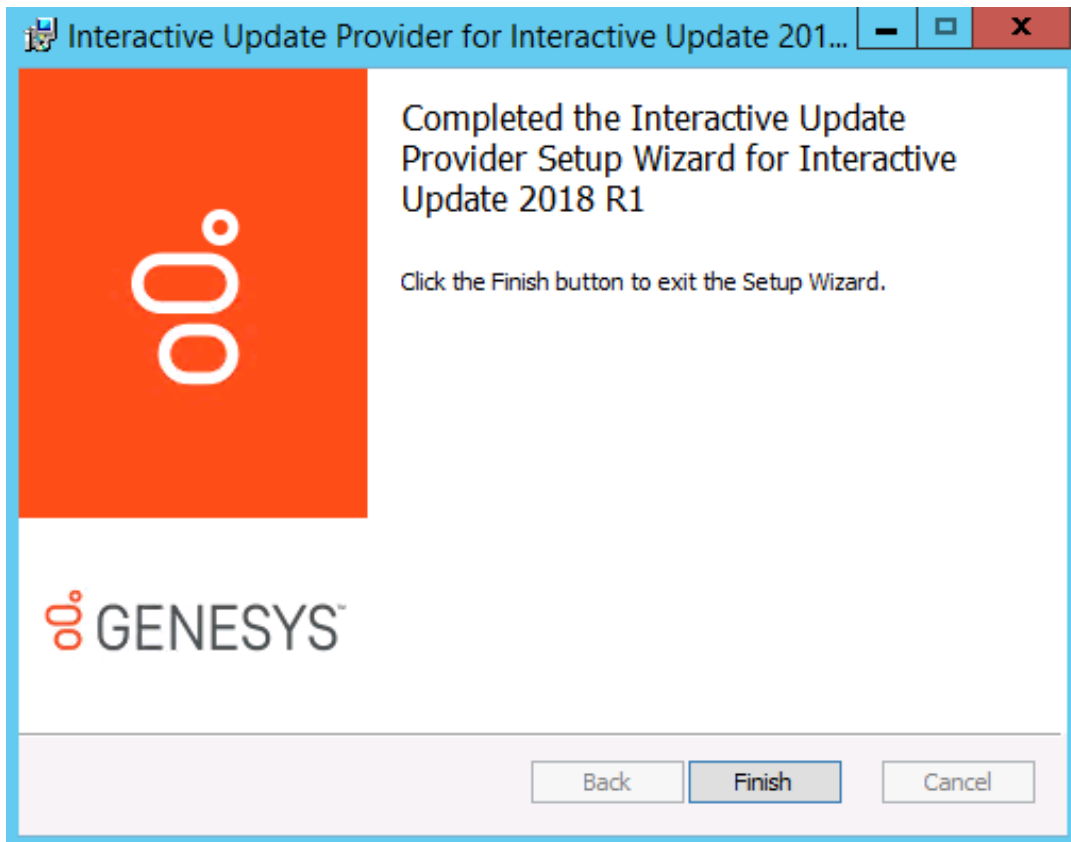 Interactive Update Provider for Interactive Update 201...
Completed the Interactive Update
Provider Setup Wizard for Interactive
Update 2018 R1
Click the Finish button to exit the Setup Wizard.
GENESYS™
Back Finish Cancel